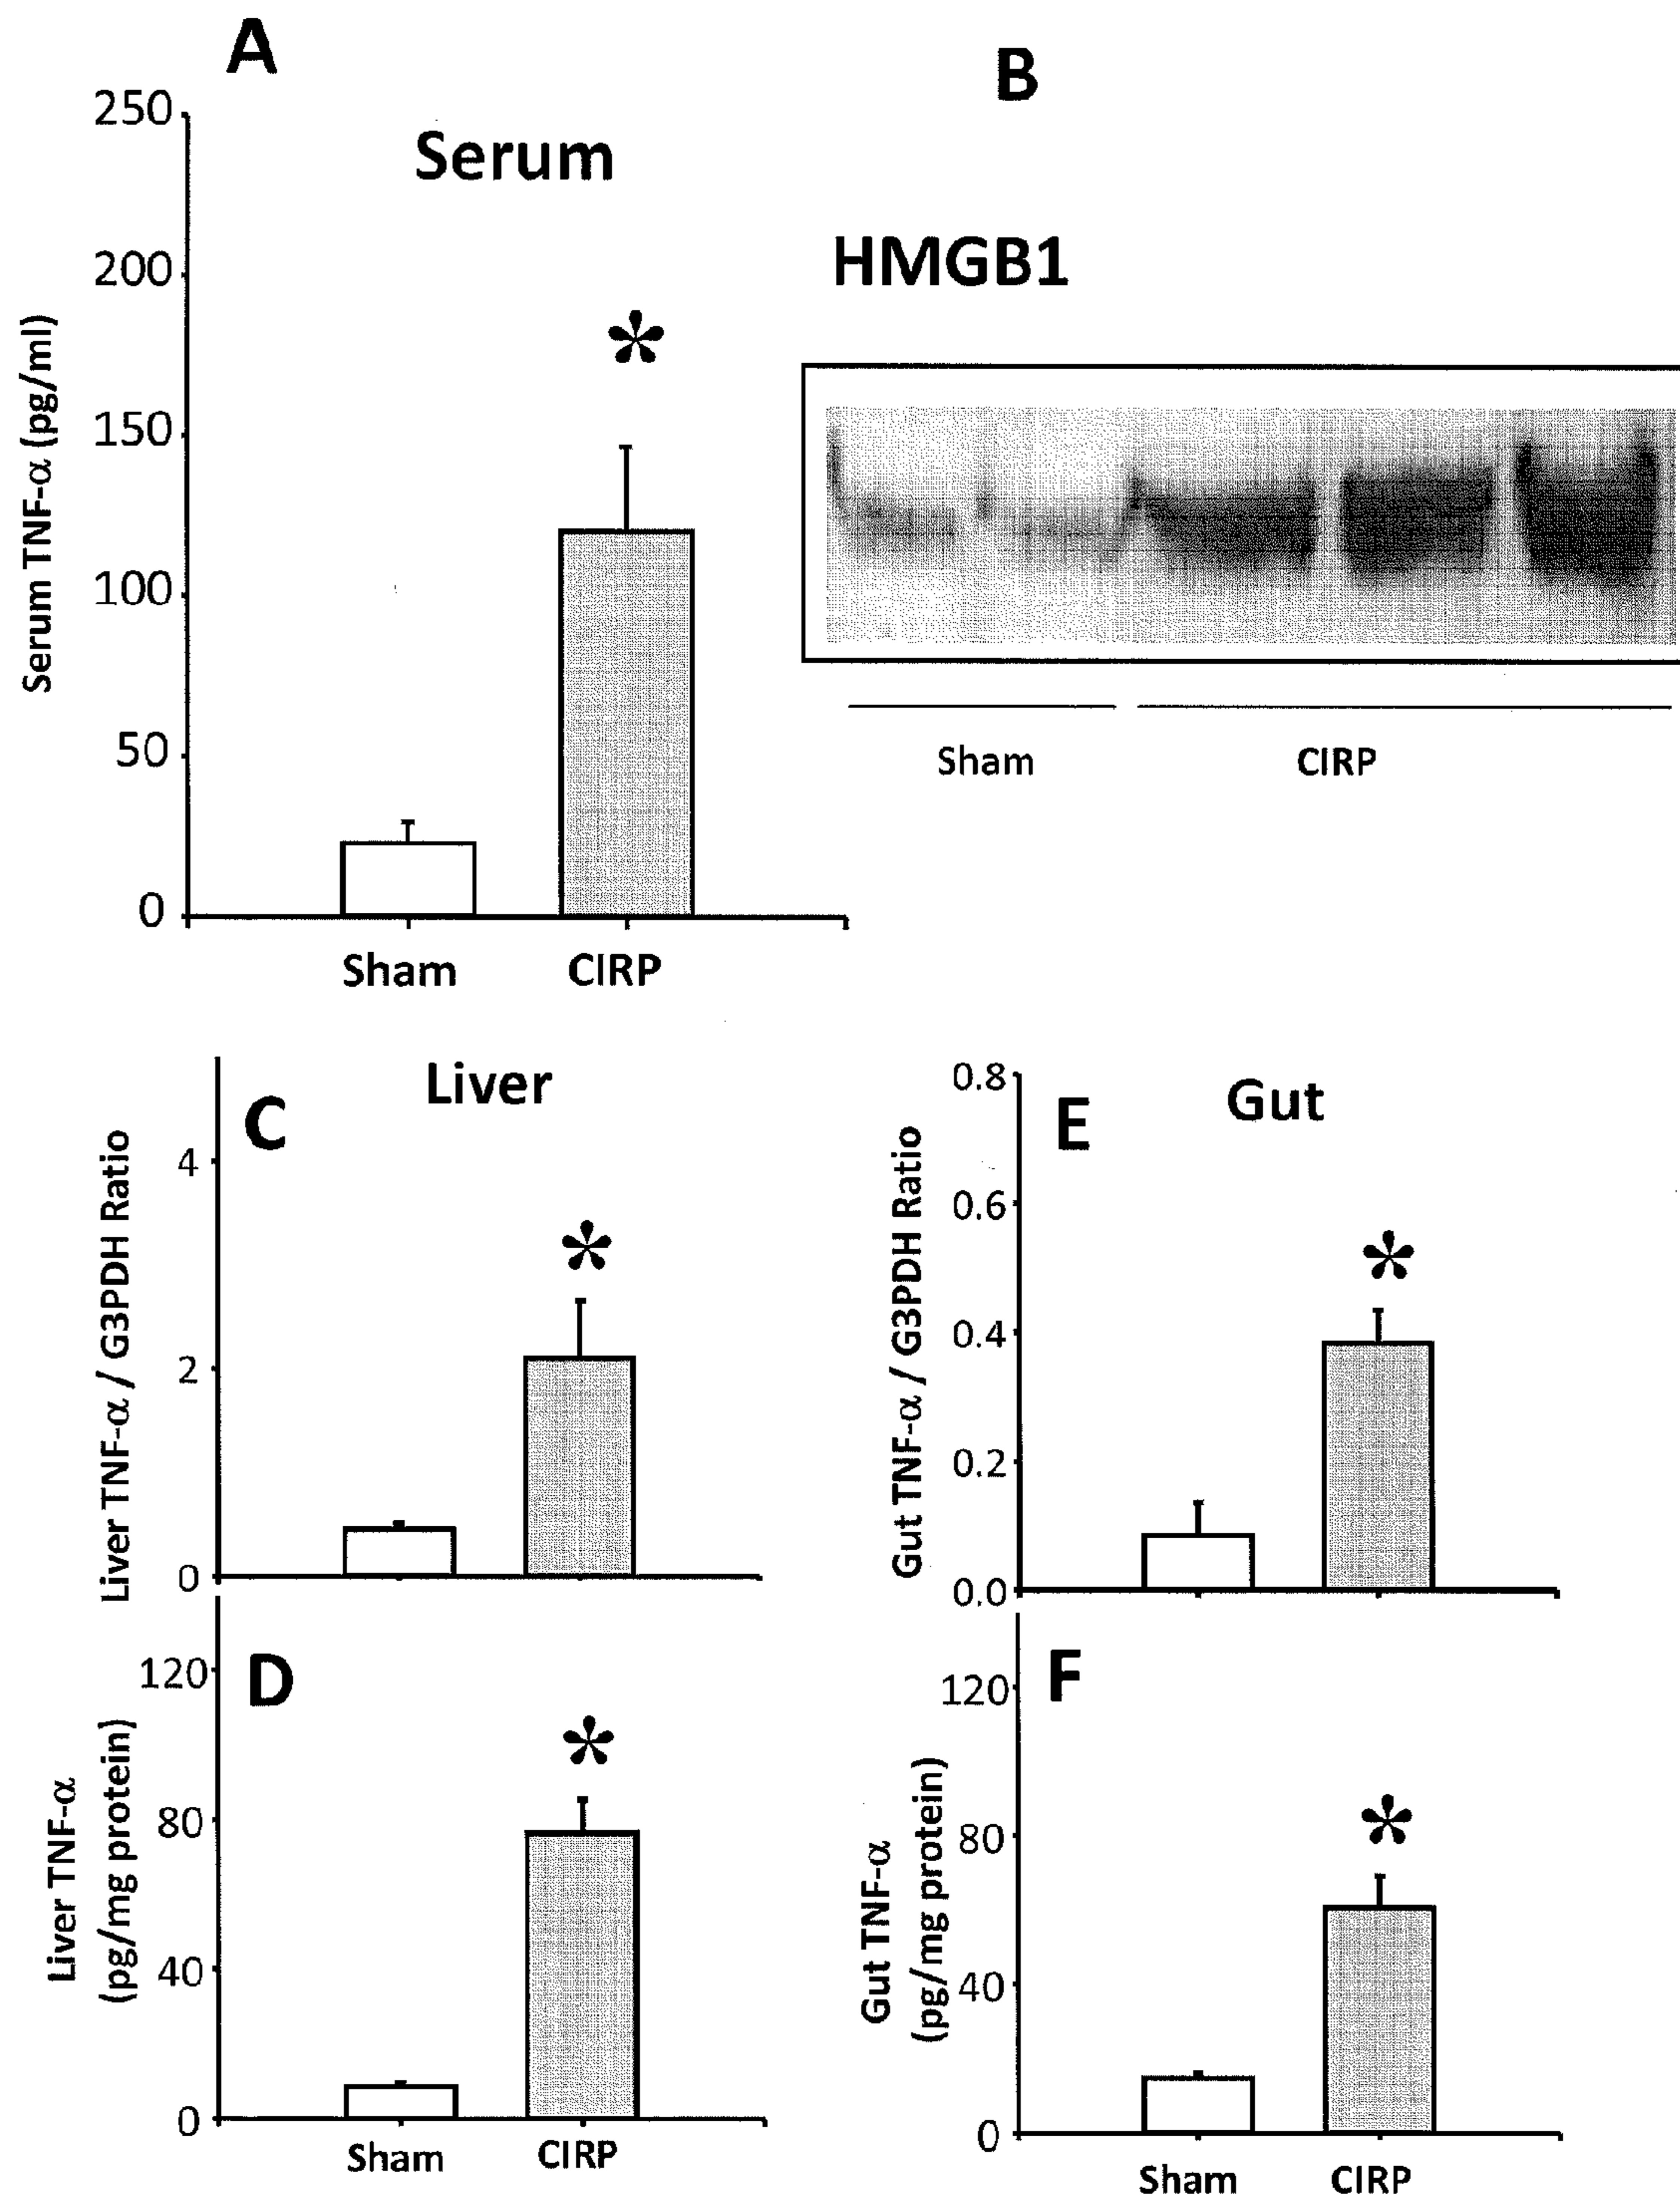 A
Serum
Serum TNF-α (pg/ml)
250
200
150
100
50
0
*
Sham
CIRP
B
HMGB1
Sham
CIRP
C
Liver
Liver TNF-α / G3PDH Ratio
4
2
0
*
D
Liver TNF-α
(pg/mg protein)
120
80
40
0
*
Sham
CIRP
E
Gut
Gut TNF-α / G3PDH Ratio
0.8
0.6
0.4
0.2
0.0
*
F
Gut TNF-α
(pg/mg protein)
120
80
40
0
*
Sham
CIRP